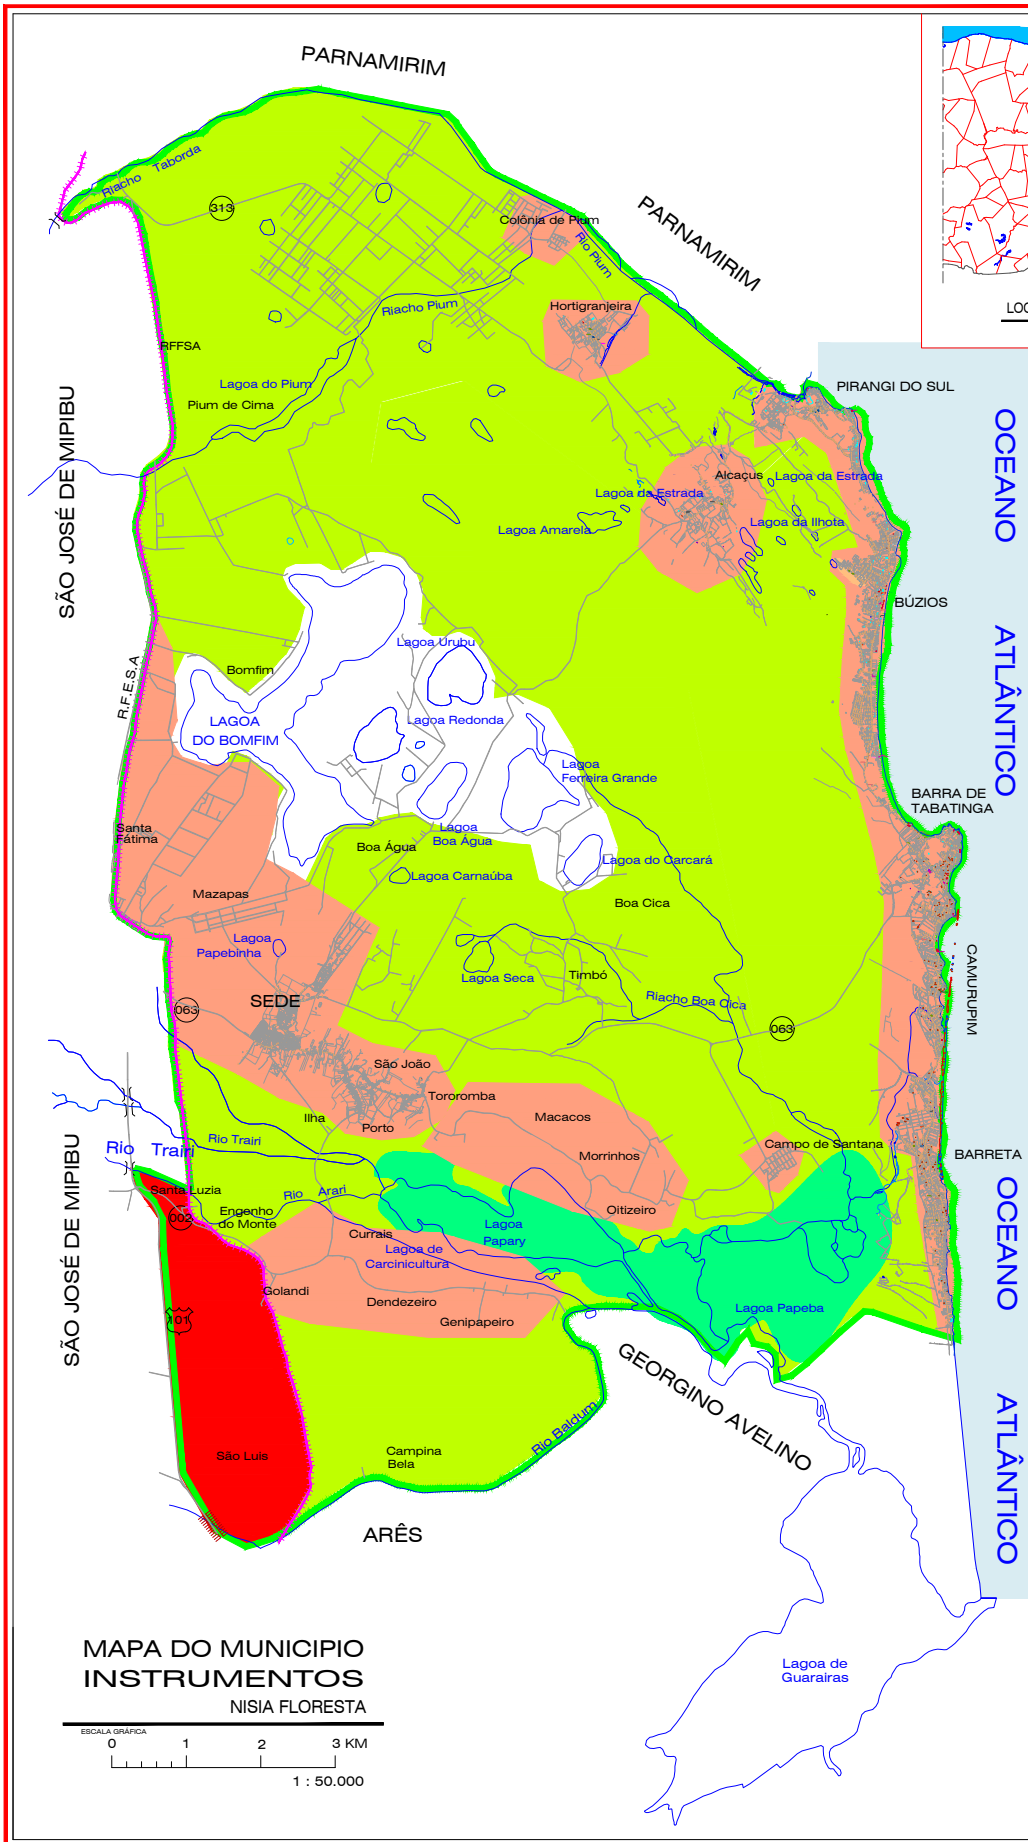 PARNAMIRIM
Riacho Taborda
313
PARNAMIRIM
Colônia de Pium
Rio Pium
Hortigranjeira
Riacho Pium
RFFSA
Lagoa do Pium
Pium de Cima
PIRANGI DO SUL
SÃO JOSÉ DE MIPIBU
OCEANO
ATLÂNTICO
Alcaçus
Lagoa da Estrada
Lagoa da Estrada
Lagoa Amarela
Lagoa da Ilhota
BÚZIOS
Lagoa Urubu
Bomfim
R.F.E.S.A
LAGOA
DO BOMFIM
Lagoa Redonda
Lagoa
Ferreira Grande
BARRA DE
TABATINGA
Santa
Fátima
Lagoa
Boa Água
Boa Água
Lagoa do Carcará
Lagoa Carnaúba
Mazapas
Boa Cica
Lagoa
Papebinha
CAMURUPIM
Lagoa Seca
Timbó
SEDE
Riacho Boa Cica
063
063
São João
Tororomba
Ilha
Porto
Macacos
Morrinhos
Campo de Santana
BARRETA
Rio Trairi
Rio Trairi
SÃO JOSÉ DE MIPIBU
Santa Luzia
002
Rio Arari
Engenho
do Monte
Oitizeiro
Lagoa
Papary
Currais
Lagoa de
Carcinicultura
OCEANO
ATLÂNTICO
Golandi
Dendezeiro
Genipapeiro
Lagoa Papeba
101
GEORGINO AVELINO
Rio Baldum
São Luis
Campina
Bela
ARÊS
Lagoa de
Guarairas
MAPA DO MUNICIPIO
INSTRUMENTOS
NISIA FLORESTA
ESCALA GRÁFICA
0 1 2 3 KM
1 : 50.000